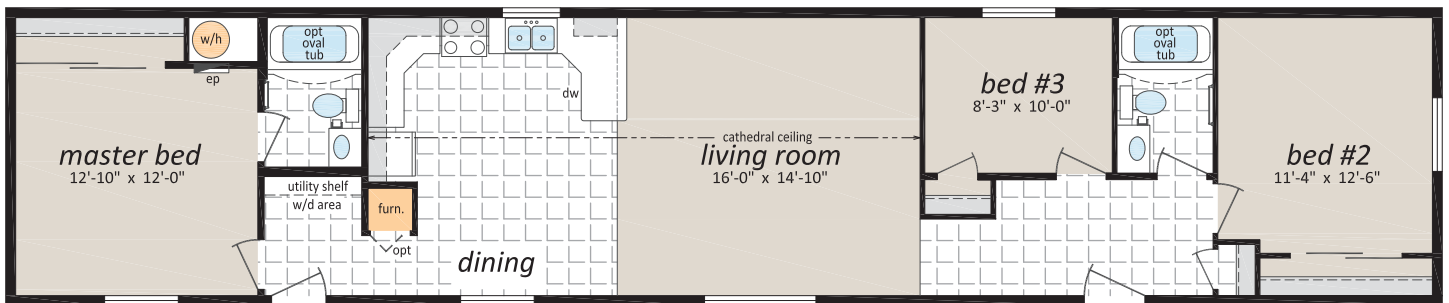 w/h
ep
master bed
12'-10" x 12'-0"
opt
oval
tub
utility shelf
w/d area
furn.
opt
dw
dining
cathedral ceiling
living room
16'-0" x 14'-10"
bed #3
8'-3" x 10'-0"
opt
oval
tub
bed #2
11'-4" x 12'-6"